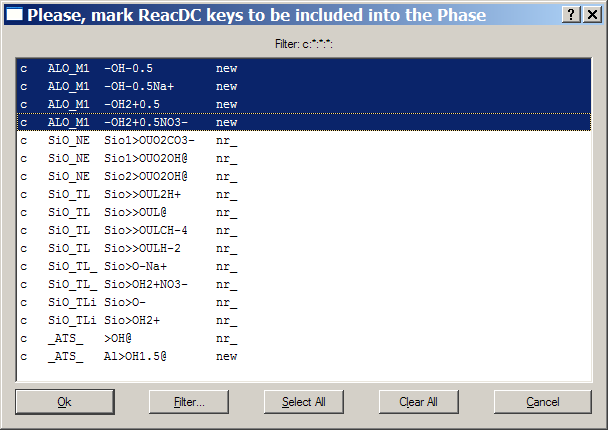 Please, mark ReacDC keys to be included into the Phase
Filter: c:*:*:*:
c ALO_M1 -OH-0.5 new
c ALO_M1 -OH-0.5Na+ new
c ALO_M1 -OH2+0.5 new
c ALO_M1 -OH2+0.5NO3- new
c SiO_NE Sio1>OUO2CO3- nr_
c SiO_NE Sio1>OUO2OH@ nr_
c SiO_NE Sio2>OUO2OH@ nr_
c SiO_TL Sio>>OUL2H+ nr_
c SiO_TL Sio>>OUL@ nr_
c SiO_TL Sio>>OULCH-4 nr_
c SiO_TL Sio>>OULH-2 nr_
c SiO_TL_ Sio>O-Na+ nr_
c SiO_TL_ Sio>OH2+NO3- nr_
c SiO_TLi Sio>O- nr_
c SiO_TLi Sio>OH2+ nr_
c _ATS_ >OH@ nr_
c _ATS_ Al>OH1.5@ new
Ok Filter... Select All Clear All Cancel